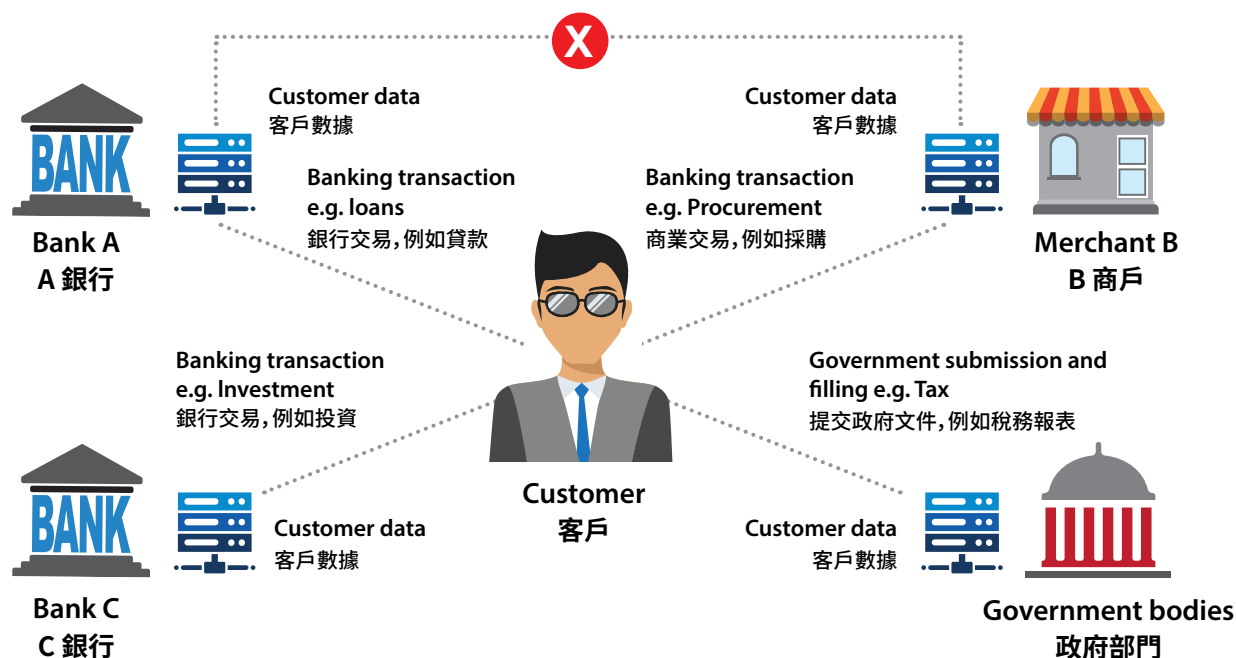 X
Customer data
客戶數據
Customer data
客戶數據
BANK
Banking transaction
e.g. loans
銀行交易,例如貸款
Banking transaction
e.g. Procurement
商業交易,例如採購
Bank A
A 銀行
Merchant B
B 商戶
Banking transaction
e.g. Investment
銀行交易,例如投資
Government submission and
filling e.g. Tax
提交政府文件,例如稅務報表
BANK
Customer
客戶
Customer data
客戶數據
Customer data
客戶數據
Bank C
C 銀行
Government bodies
政府部門